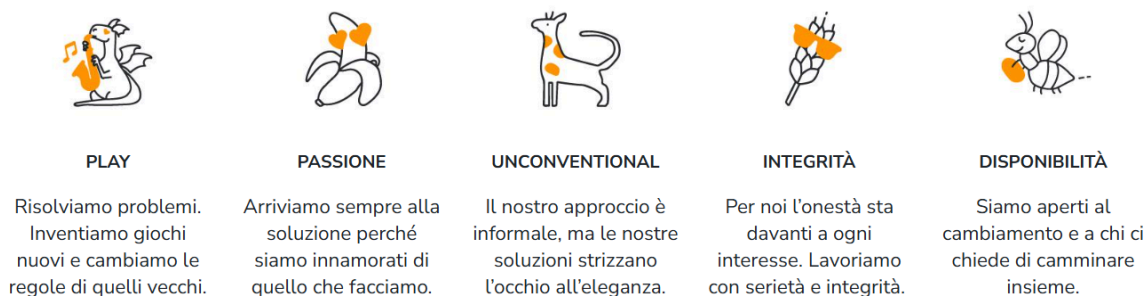 PLAY
Risolviamo problemi.
Inventiamo giochi
nuovi e cambiamo le
regole di quelli vecchi.
PASSIONE
Arriviamo sempre alla
soluzione perché
siamo innamorati di
quello che facciamo.
UNCONVENTIONAL
Il nostro approccio è
informale, ma le nostre
soluzioni strizzano
l’occhio all’eleganza.
INTEGRITÀ
Per noi l’onestà sta
davanti a ogni
interesse. Lavoriamo
con serietà e integrità.
DISPONIBILITÀ
Siamo aperti al
cambiamento e a chi ci
chiede di camminare
insieme.